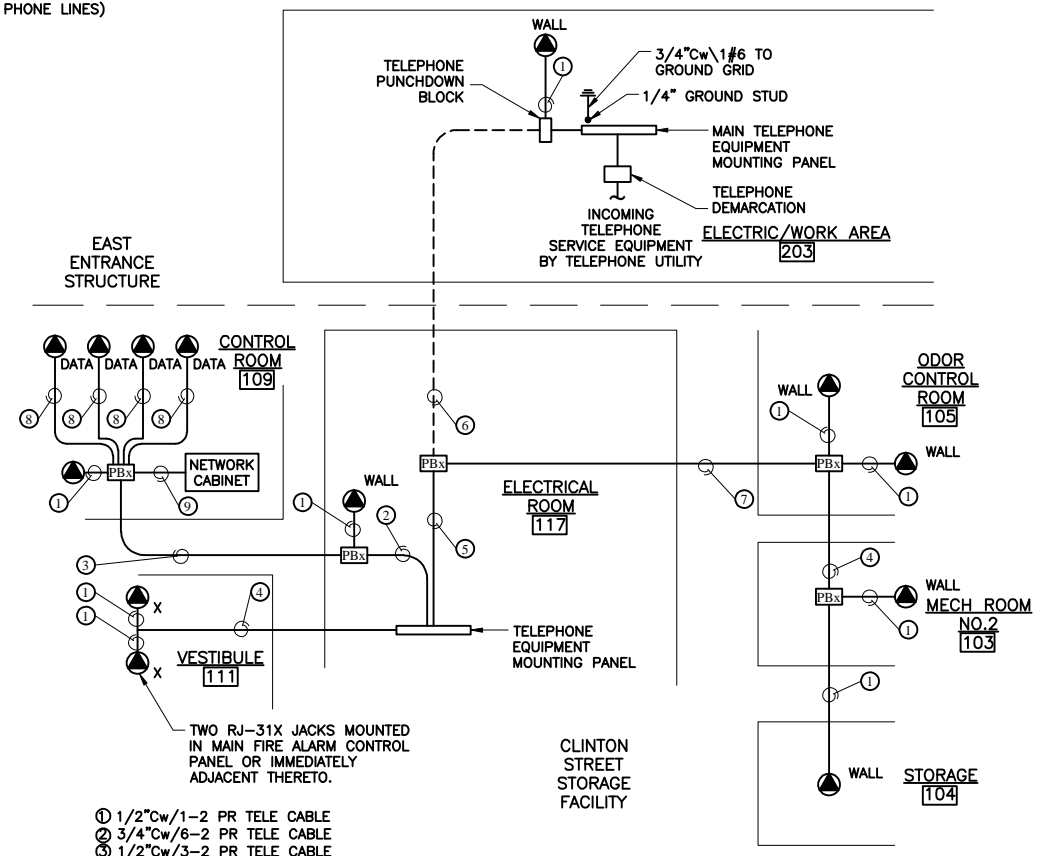 PHONE LINES)
WALL
①
3/4"Cw\1#6 TO
GROUND GRID
1/4" GROUND STUD
TELEPHONE
PUNCHDOWN
BLOCK
MAIN TELEPHONE
EQUIPMENT
MOUNTING PANEL
TELEPHONE
DEMARCATION
INCOMING
TELEPHONE
SERVICE EQUIPMENT
BY TELEPHONE UTILITY
ELECTRIC/WORK AREA
203
EAST
ENTRANCE
STRUCTURE
DATA DATA DATA DATA
CONTROL
ROOM
109
⑧ ⑧ ⑧ ⑧
PBx
NETWORK
CABINET
① ⑨
③
WALL
①
②
PBx
⑥
PBx
⑤
⑦
ELECTRICAL
ROOM
117
TELEPHONE
EQUIPMENT
MOUNTING PANEL
① X
① X
④
VESTIBULE
111
TWO RJ-31X JACKS MOUNTED
IN MAIN FIRE ALARM CONTROL
PANEL OR IMMEDIATELY
ADJACENT THERETO.
WALL
①
ODOR
CONTROL
ROOM
105
PBx
WALL
①
④
PBx
WALL
①
MECH ROOM
NO.2
103
①
WALL
STORAGE
104
CLINTON
STREET
STORAGE
FACILITY
① 1/2"Cw/1-2 PR TELE CABLE
② 3/4"Cw/6-2 PR TELE CABLE
③ 1/2"Cw/3-2 PR TELE CABLE